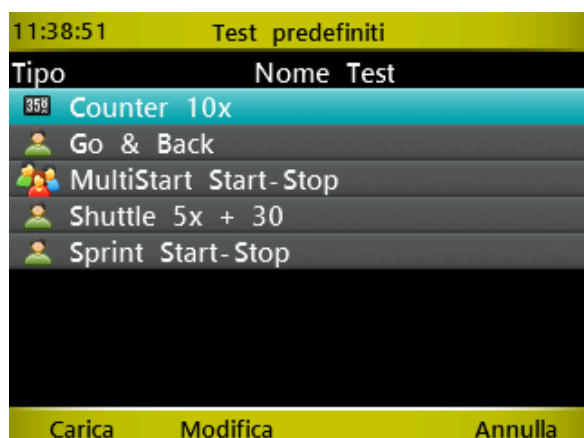 11:38:51 Test predefiniti
Tipo Nome Test
Counter 10x
Go & Back
MultiStart Start-Stop
Shuttle 5x + 30
Sprint Start-Stop
Carica Modifica Annulla